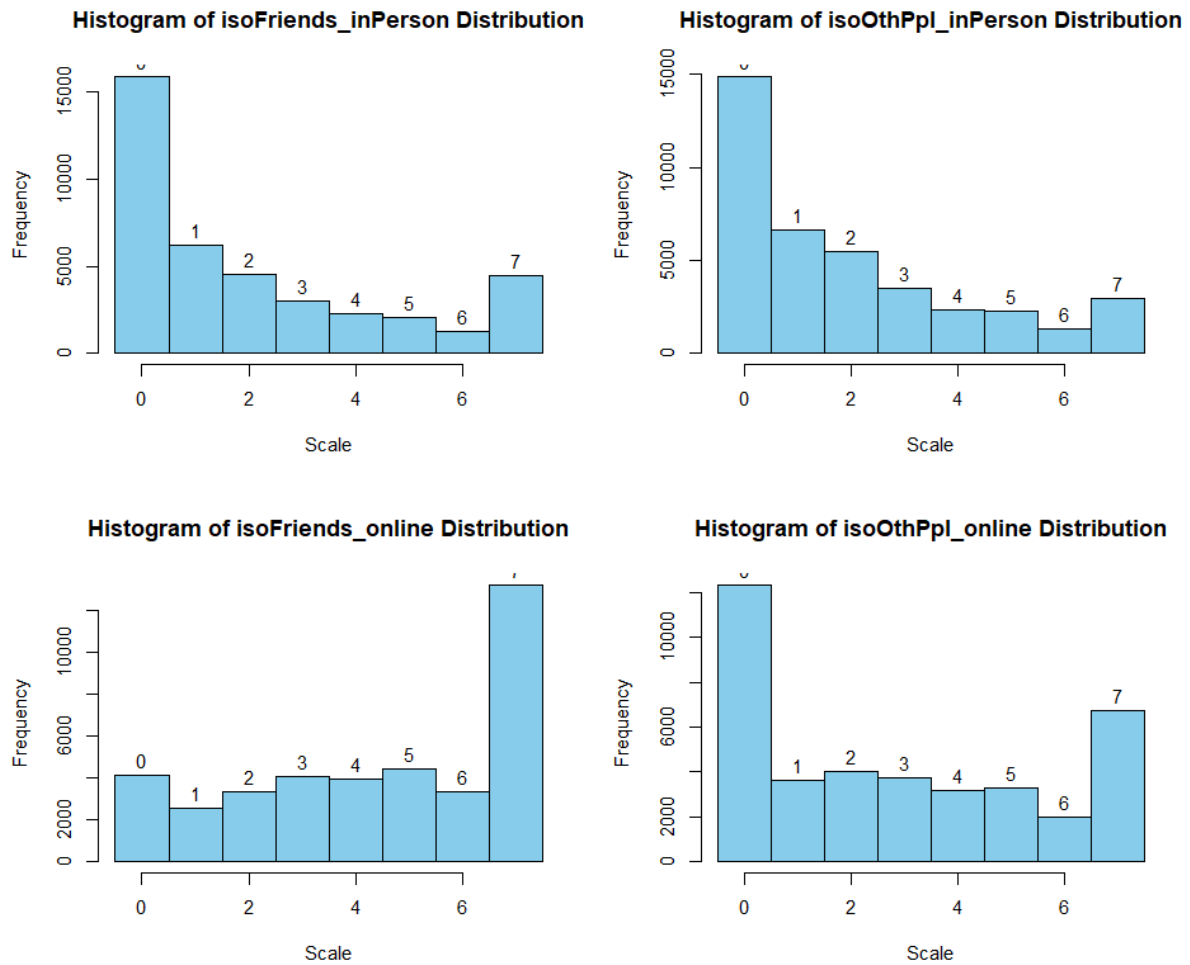 Histogram of isoFriends_inPerson Distribution
Frequency
15000
10000
5000
0
1
2
3
4
5
6
7
0 2 4 6
Scale
Histogram of isoOthPpl_inPerson Distribution
Frequency
15000
10000
5000
0
1
2
3
4
5
6
7
0 2 4 6
Scale
Histogram of isoFriends_online Distribution
Frequency
10000
6000
2000
0
0
1
2
3
4
5
6
0 2 4 6
Scale
Histogram of isoOthPpl_online Distribution
Frequency
10000
6000
2000
0
1
2
3
4
5
6
7
0 2 4 6
Scale